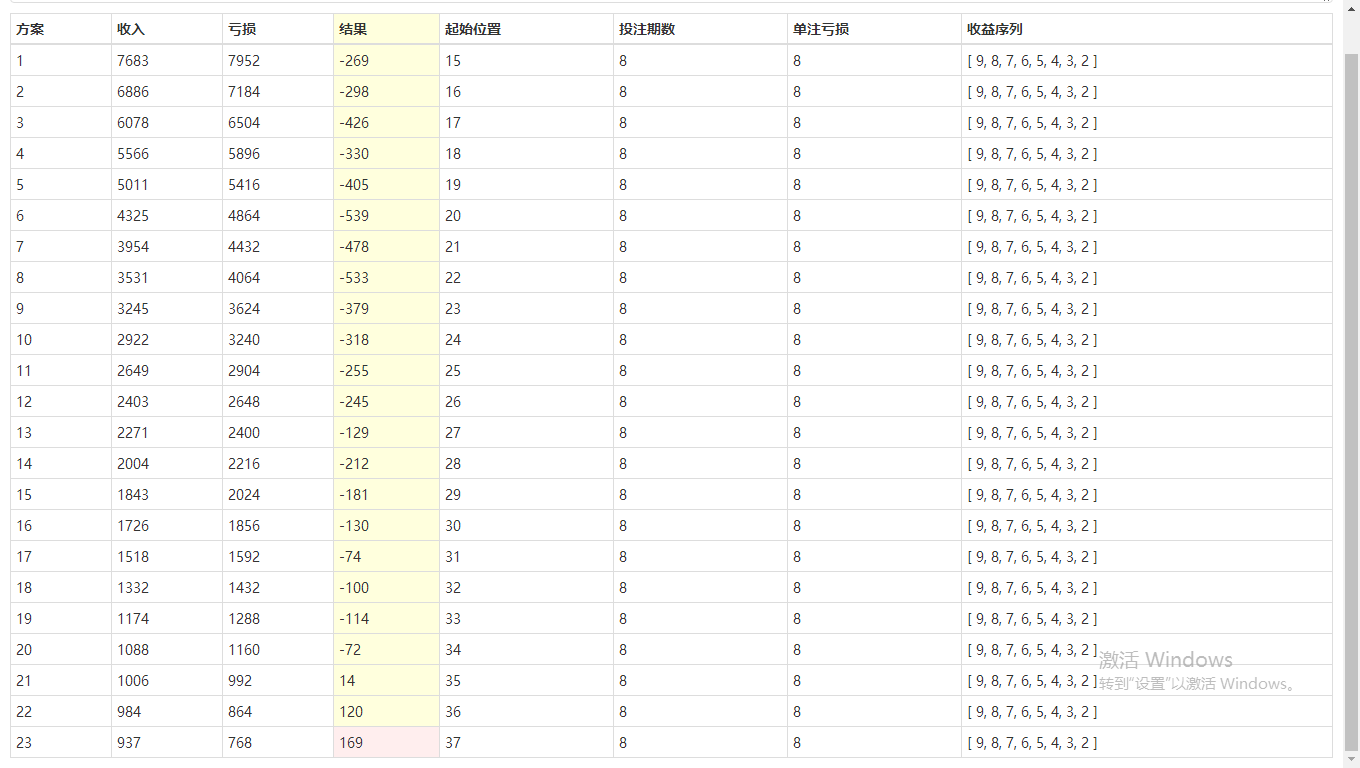 方案 收入 亏损 结果 起始位置 投注期数 单注亏损 收益序列
1 7683 7952 -269 15 8 8 [ 9, 8, 7, 6, 5, 4, 3, 2 ]
2 6886 7184 -298 16 8 8 [ 9, 8, 7, 6, 5, 4, 3, 2 ]
3 6078 6504 -426 17 8 8 [ 9, 8, 7, 6, 5, 4, 3, 2 ]
4 5566 5896 -330 18 8 8 [ 9, 8, 7, 6, 5, 4, 3, 2 ]
5 5011 5416 -405 19 8 8 [ 9, 8, 7, 6, 5, 4, 3, 2 ]
6 4325 4864 -539 20 8 8 [ 9, 8, 7, 6, 5, 4, 3, 2 ]
7 3954 4432 -478 21 8 8 [ 9, 8, 7, 6, 5, 4, 3, 2 ]
8 3531 4064 -533 22 8 8 [ 9, 8, 7, 6, 5, 4, 3, 2 ]
9 3245 3624 -379 23 8 8 [ 9, 8, 7, 6, 5, 4, 3, 2 ]
10 2922 3240 -318 24 8 8 [ 9, 8, 7, 6, 5, 4, 3, 2 ]
11 2649 2904 -255 25 8 8 [ 9, 8, 7, 6, 5, 4, 3, 2 ]
12 2403 2648 -245 26 8 8 [ 9, 8, 7, 6, 5, 4, 3, 2 ]
13 2271 2400 -129 27 8 8 [ 9, 8, 7, 6, 5, 4, 3, 2 ]
14 2004 2216 -212 28 8 8 [ 9, 8, 7, 6, 5, 4, 3, 2 ]
15 1843 2024 -181 29 8 8 [ 9, 8, 7, 6, 5, 4, 3, 2 ]
16 1726 1856 -130 30 8 8 [ 9, 8, 7, 6, 5, 4, 3, 2 ]
17 1518 1592 -74 31 8 8 [ 9, 8, 7, 6, 5, 4, 3, 2 ]
18 1332 1432 -100 32 8 8 [ 9, 8, 7, 6, 5, 4, 3, 2 ]
19 1174 1288 -114 33 8 8 [ 9, 8, 7, 6, 5, 4, 3, 2 ]
20 1088 1160 -72 34 8 8 [ 9, 8, 7, 6, 5, 4, 3, 2 ]
激活 Windows
21 1006 992 14 35 8 8 [ 9, 8, 7, 6, 5, 4, 3, 2 ]
转到“设置”以激活 Windows。
22 984 864 120 36 8 8 [ 9, 8, 7, 6, 5, 4, 3, 2 ]
23 937 768 169 37 8 8 [ 9, 8, 7, 6, 5, 4, 3, 2 ]